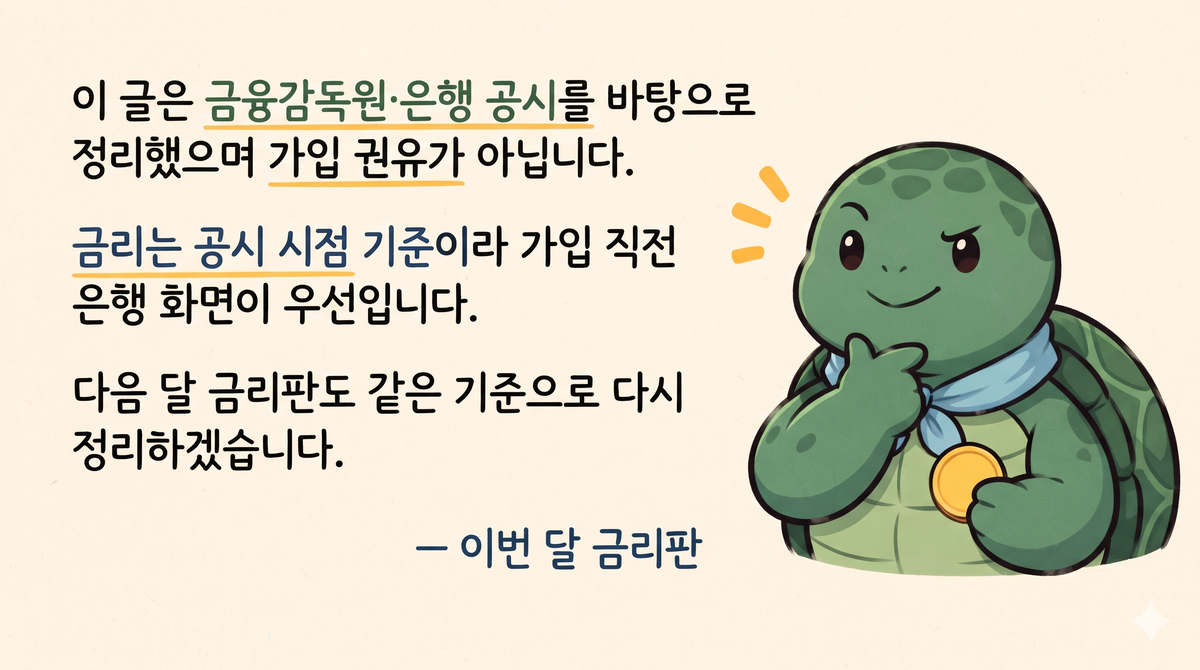 이 글은 금융감독원·은행 공시를 바탕으로
정리했으며 가입 권유가 아닙니다.
금리는 공시 시점 기준이라 가입 직전
은행 화면이 우선입니다.
다음 달 금리판도 같은 기준으로 다시
정리하겠습니다.
– 이번 달 금리판